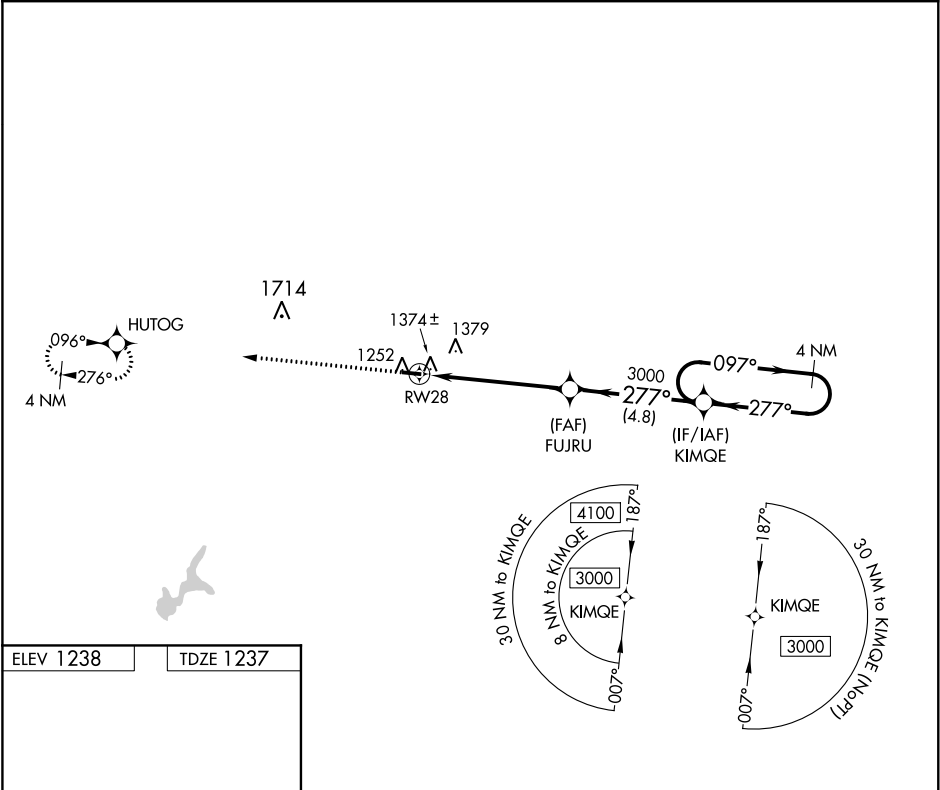 1714
HUTOG
096°
276°
4 NM
1374±
1379
1252
RW28
3000
277°
(4.8)
(FAF)
FUJRU
097°
4 NM
277°
(IF/IAF)
KIMQE
30 NM to KIMQE
4100
187°
8 NM to KIMQE
3000
KIMQE
007°
187°
30 NM to KIMQE (NoPT)
KIMQE
3000
007°
ELEV 1238
TDZE 1237